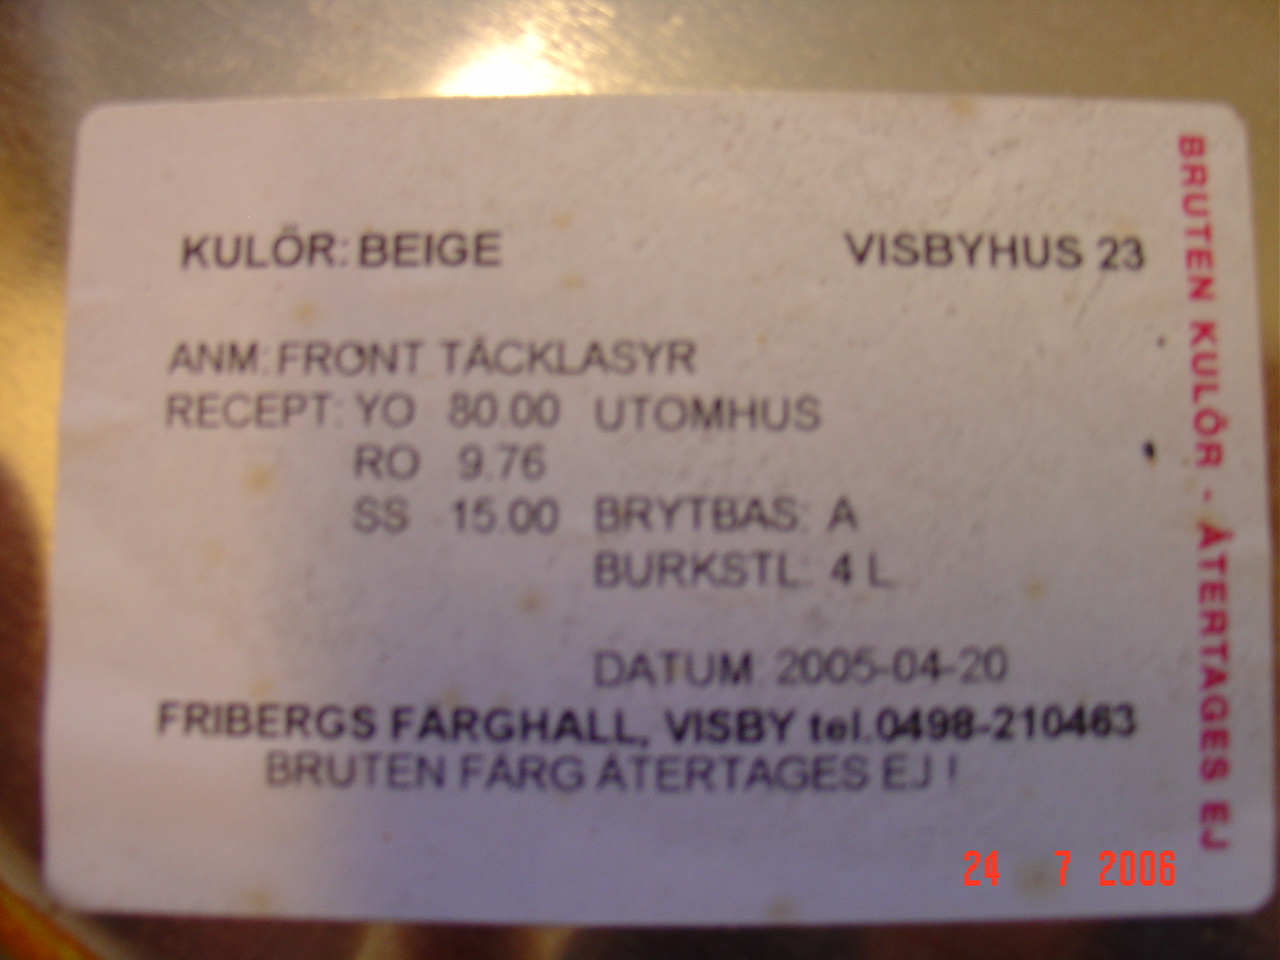 KULÖR: BEIGE VISBYHUS 23
ANM: FRONT TÄCKLASYR
RECEPT: YO 80.00 UTOMHUS
RO 9.76
SS 15.00 BRYTBAS: A
BURKSTL: 4 L
DATUM: 2005-04-20
FRIBERGS FÄRGHALL, VISBY tel.0498-210463
BRUTEN FÄRG ÅTERTAGES EJ !
BRUTEN KULÖR - ÅTERTAGES EJ
24 7 2006